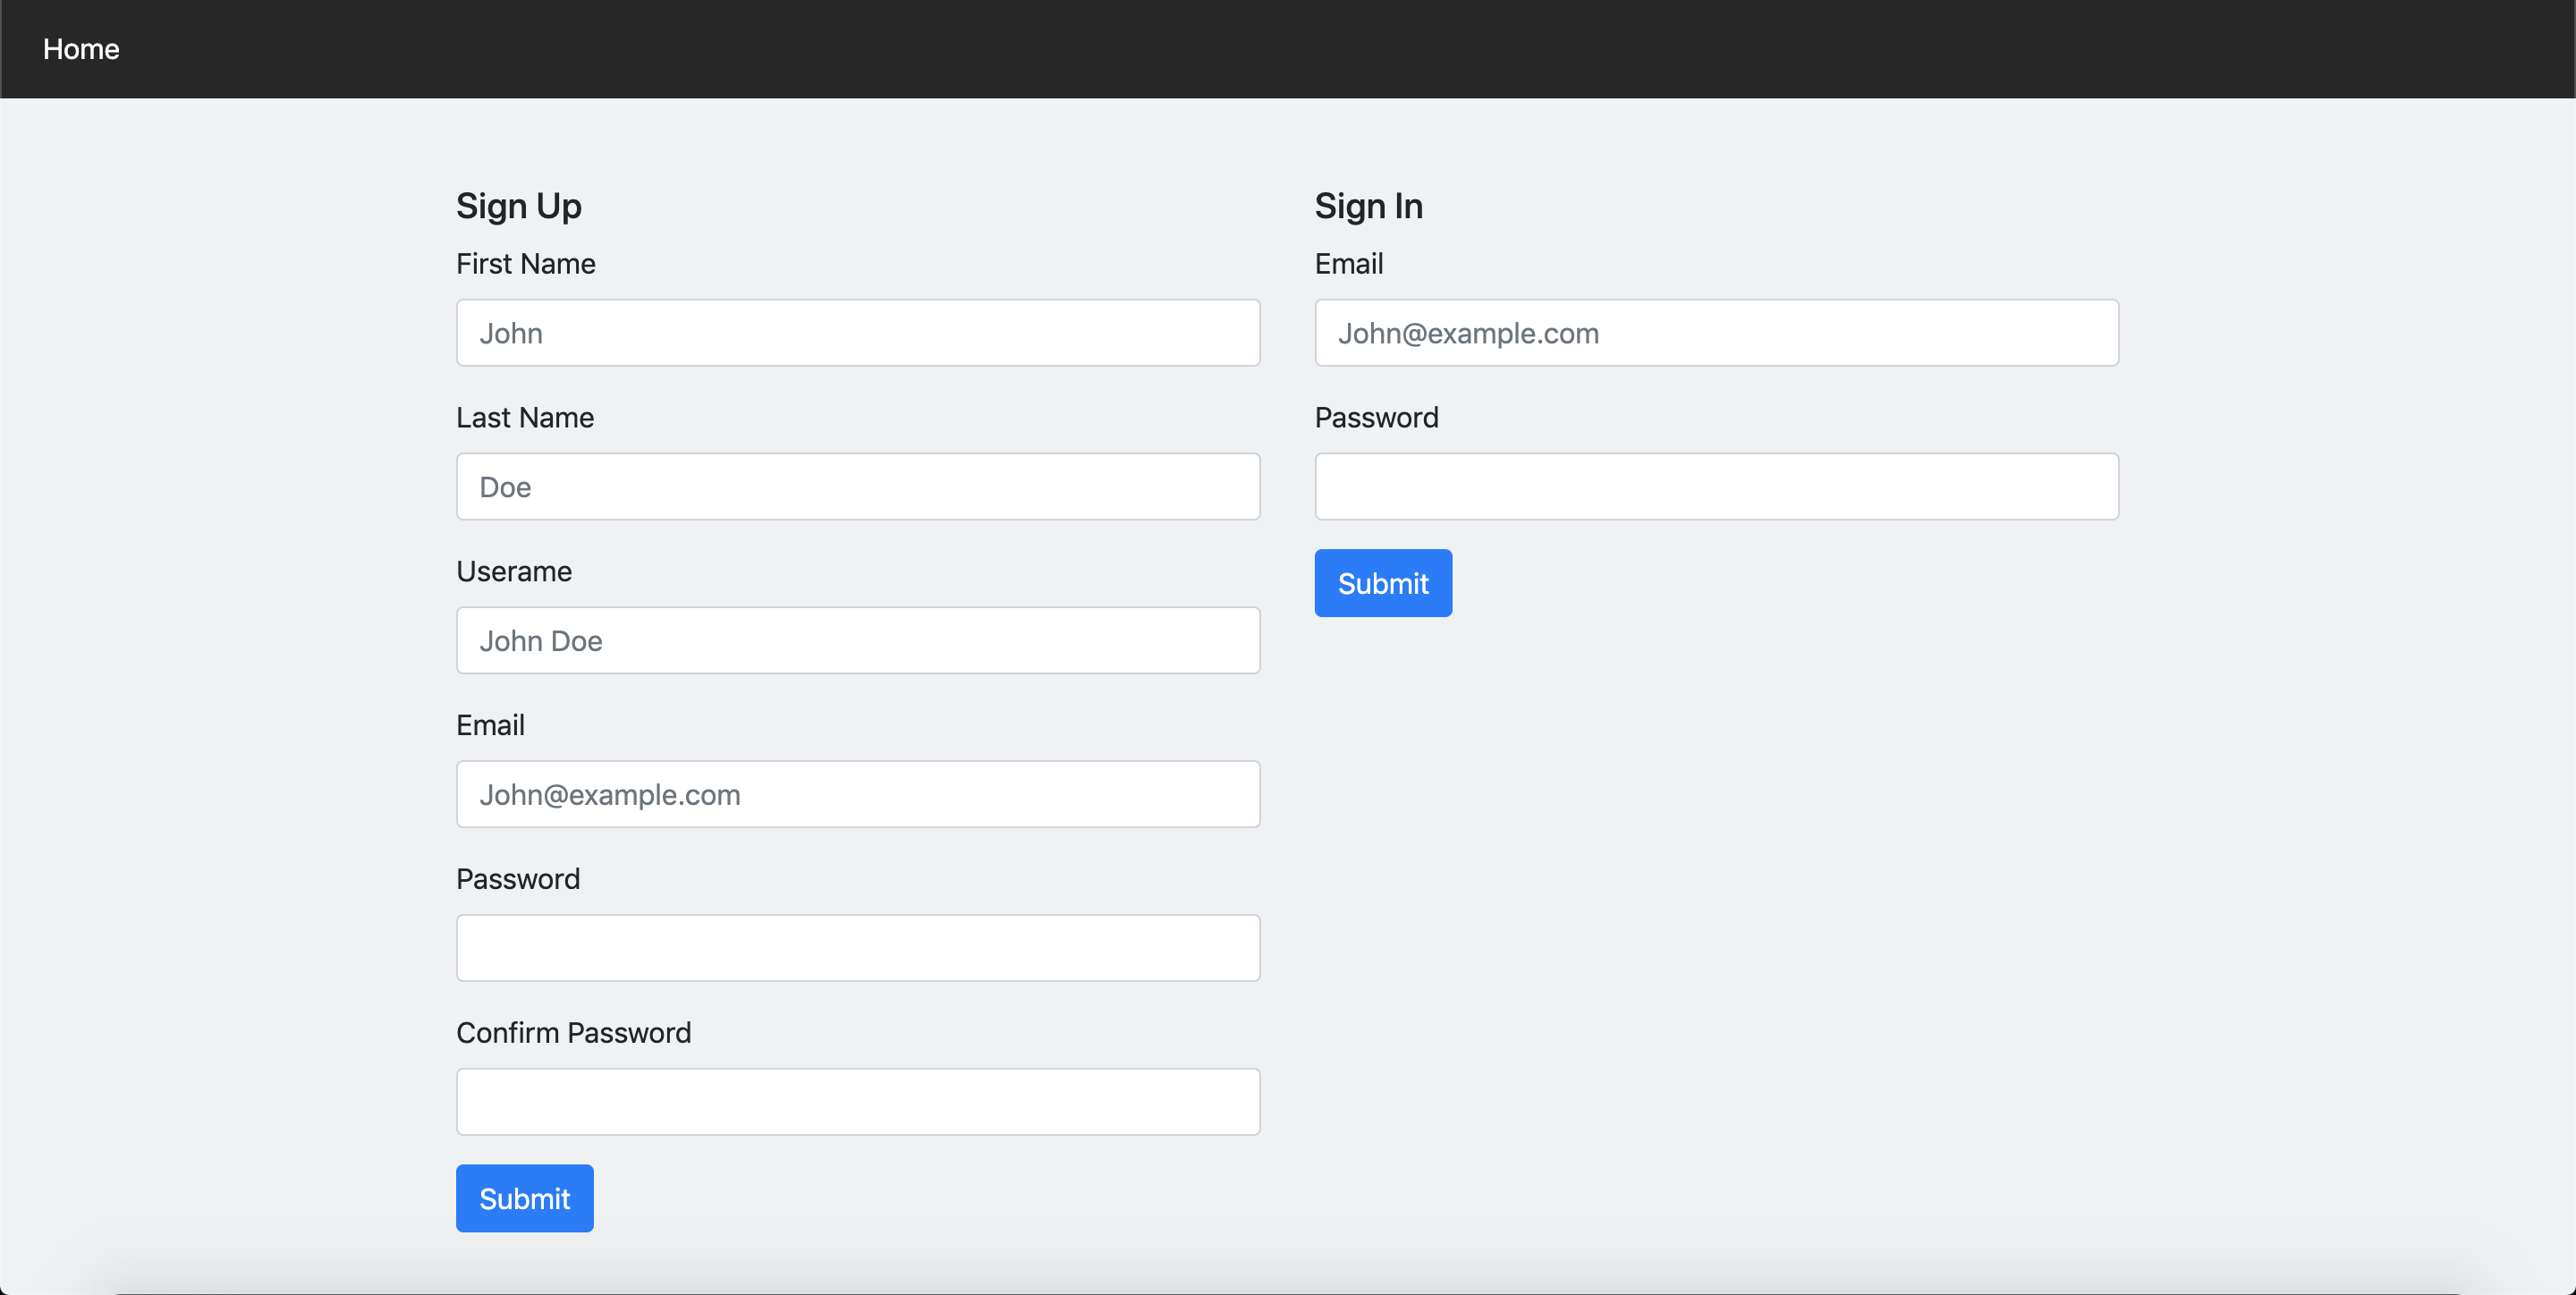 Home
Sign Up
First Name
John
Last Name
Doe
Userame
John Doe
Email
John@example.com
Password
Confirm Password
Submit
Sign In
Email
John@example.com
Password
Submit